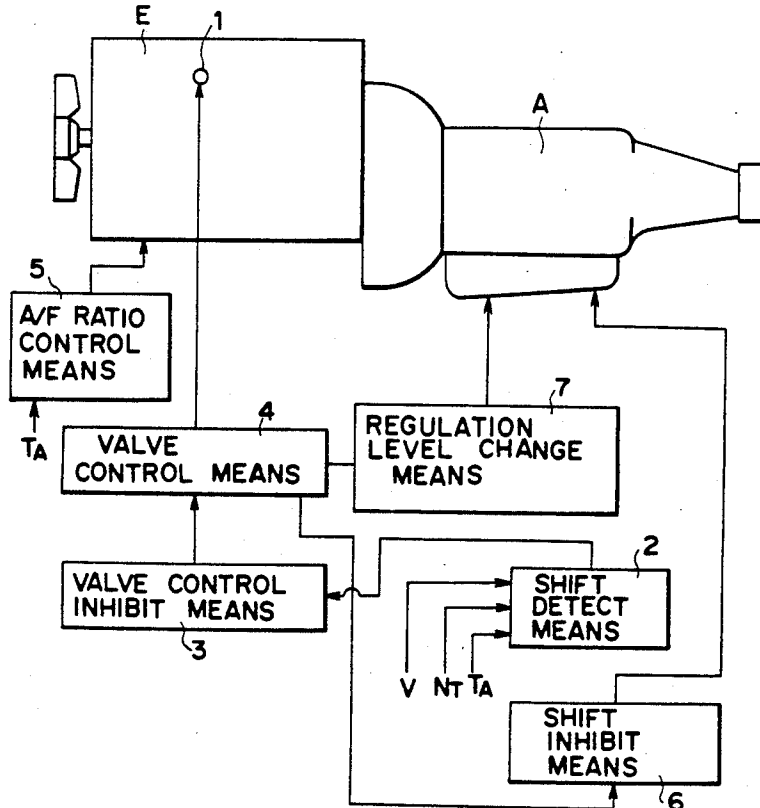 E
1
A
5
A/F RATIO
CONTROL
MEANS
TA
4
VALVE
CONTROL MEANS
7
REGULATION
LEVEL CHANGE
MEANS
VALVE CONTROL
INHIBIT MEANS
3
2
SHIFT
DETECT
MEANS
V NT TA
SHIFT
INHIBIT
MEANS
6